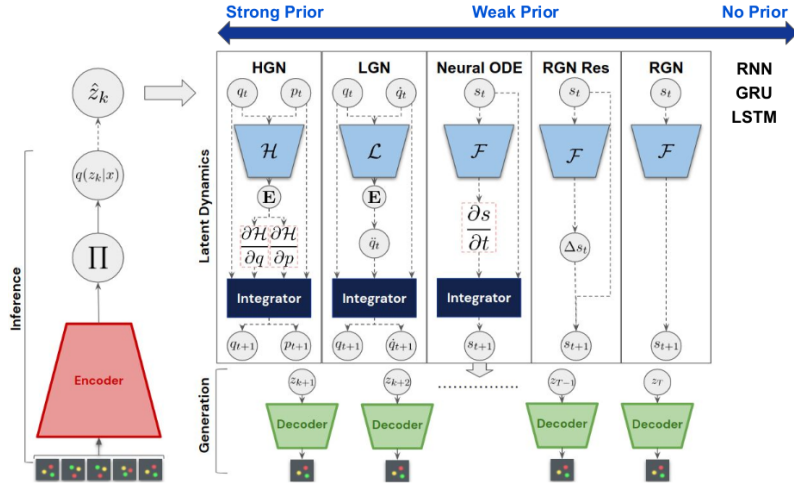 Strong Prior Weak Prior No Prior
HGN LGN Neural ODE RGN Res RGN RNN
GRU
LSTM
q_t p_t q_t q̇_t s_t s_t s_t
ẑ_k
H L F F F
q(z_k|x)
E E
∂H/∂q ∂H/∂p q̈_t ∂s/∂t Δs_t
∏
Integrator Integrator Integrator
q_{t+1} p_{t+1} q_{t+1} q̇_{t+1} s_{t+1} s_{t+1} s_{t+1}
Latent Dynamics
Inference
Encoder
Generation
z_{k+1} z_{k+2} .................. z_{T-1} z_T
Decoder Decoder Decoder Decoder